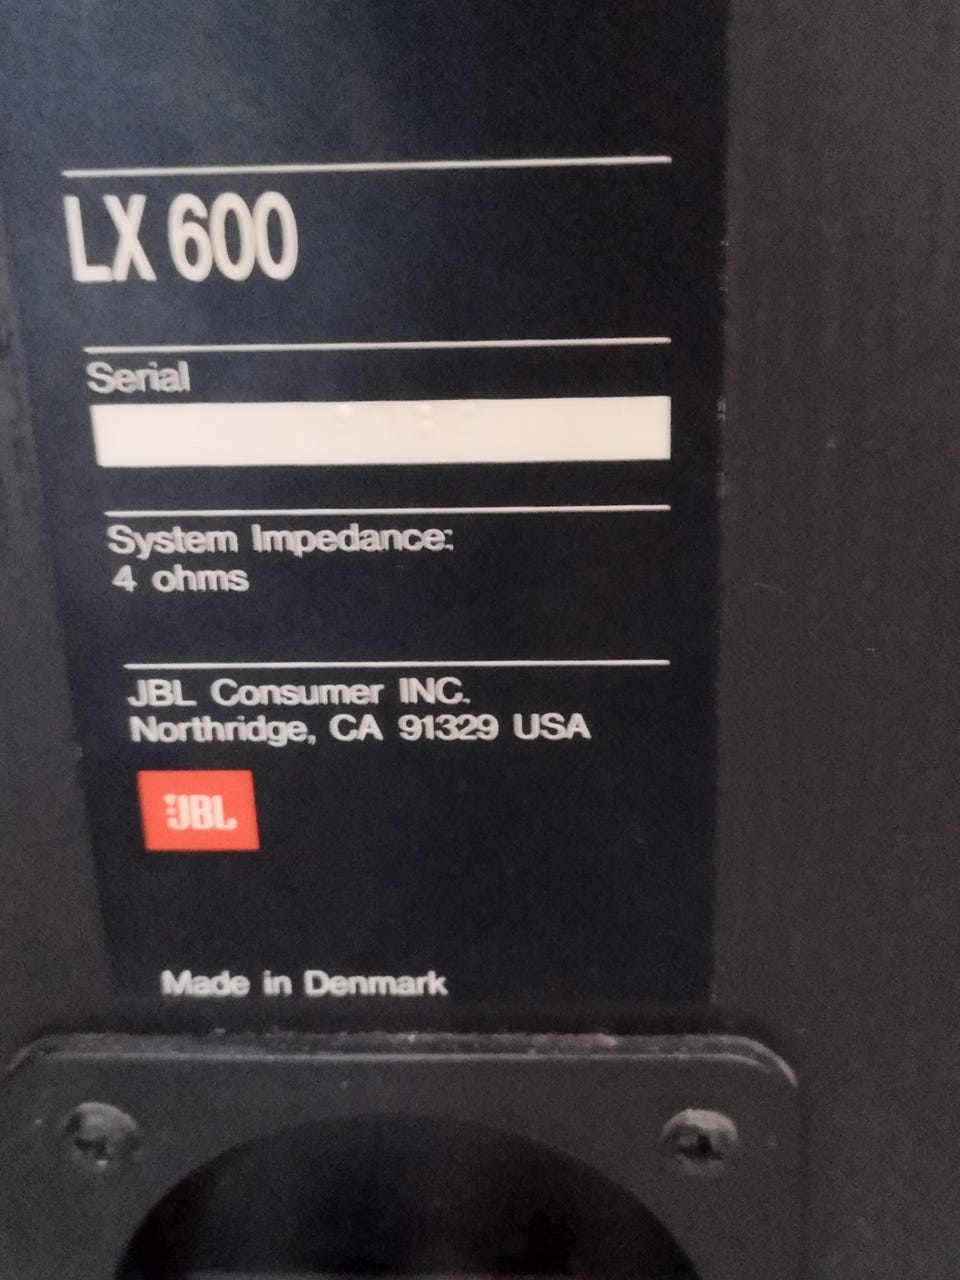 LX 600
Serial
System Impedance:
4 ohms
JBL Consumer INC.
Northridge, CA 91329 USA
JBL
Made in Denmark